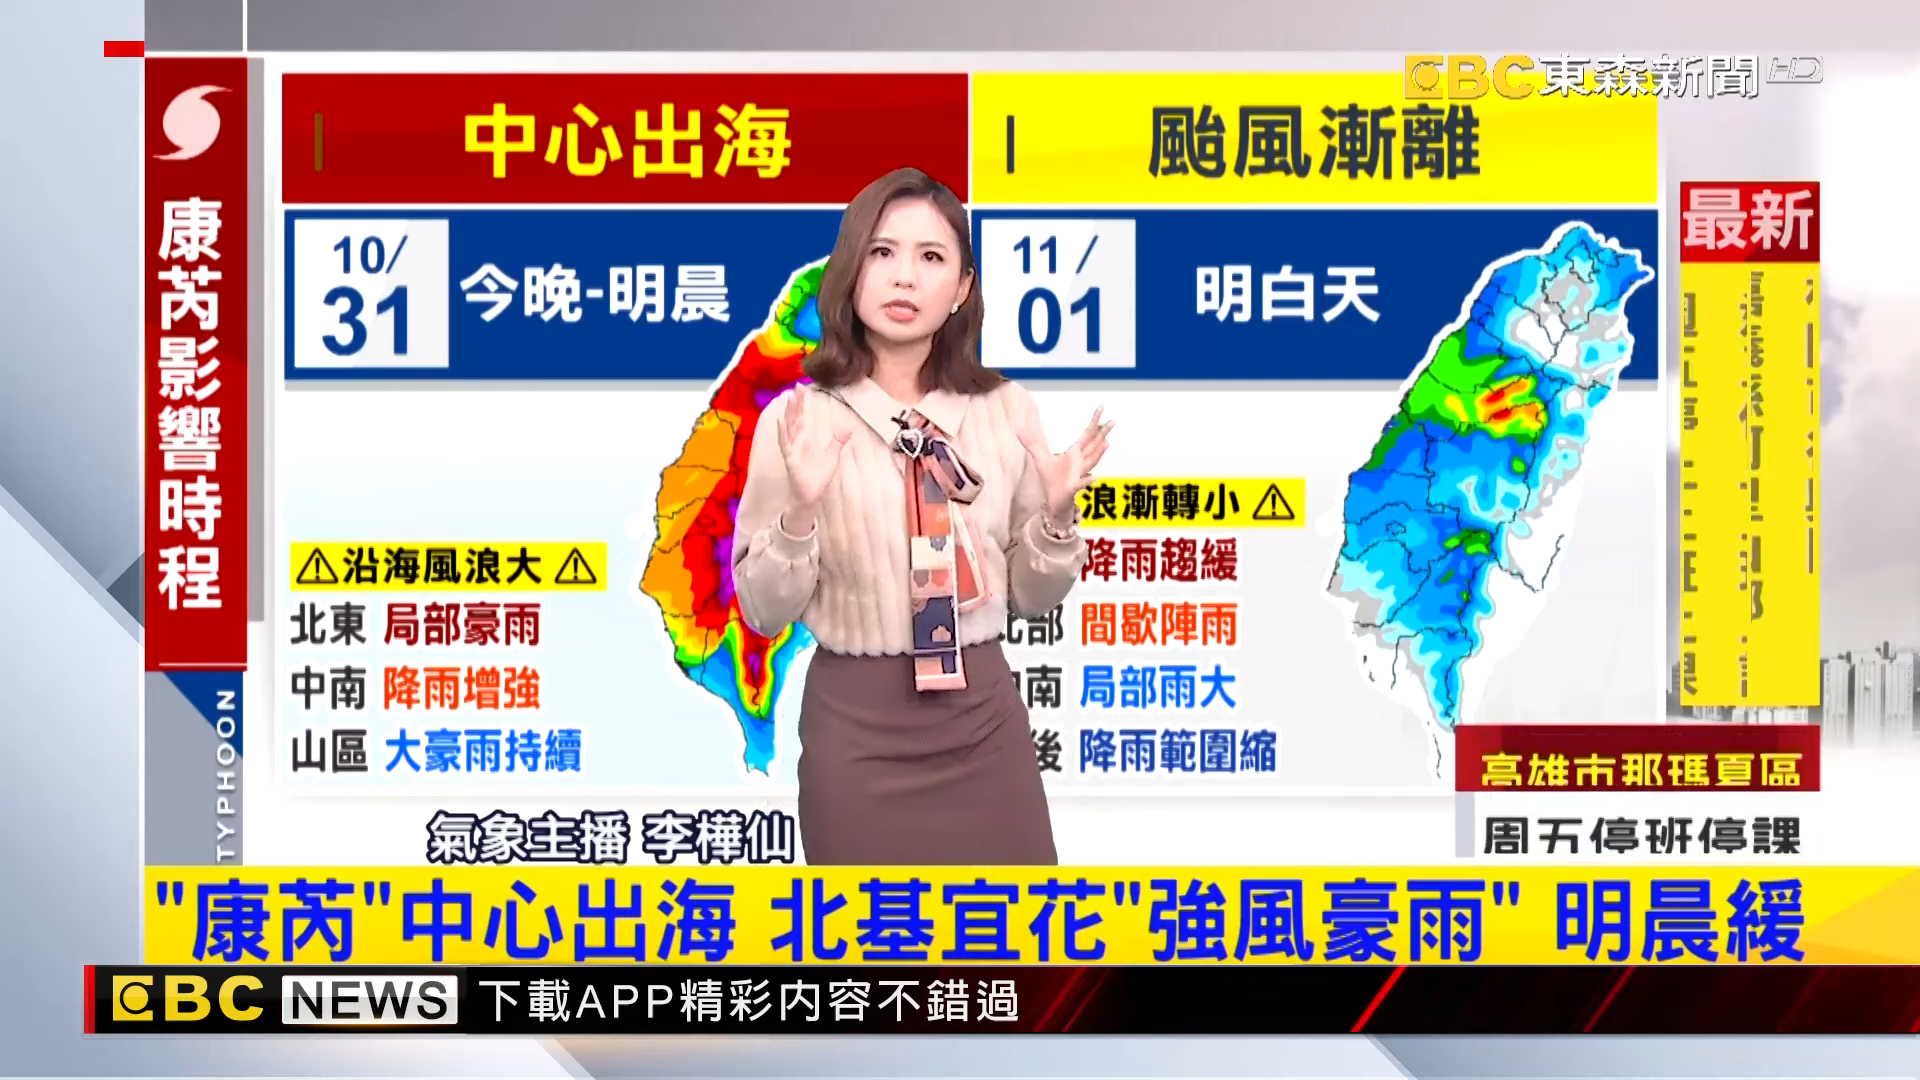 EBC東森新聞HD
康芮影響時程
TYPHOON
中心出海
10/
31
今晚-明晨
沿海風浪大
北東 局部豪雨
中南 降雨增強
山區 大豪雨持續
颱風漸離
11/
01
明白天
浪漸轉小
降雨趨緩
北部 間歇陣雨
南 局部雨大
後 降雨範圍縮
最新
高雄市那瑪夏區
周五停班停課
氣象主播 李樺仙
"康芮"中心出海 北基宜花"強風豪雨" 明晨緩
EBC NEWS 下載APP精彩內容不錯過